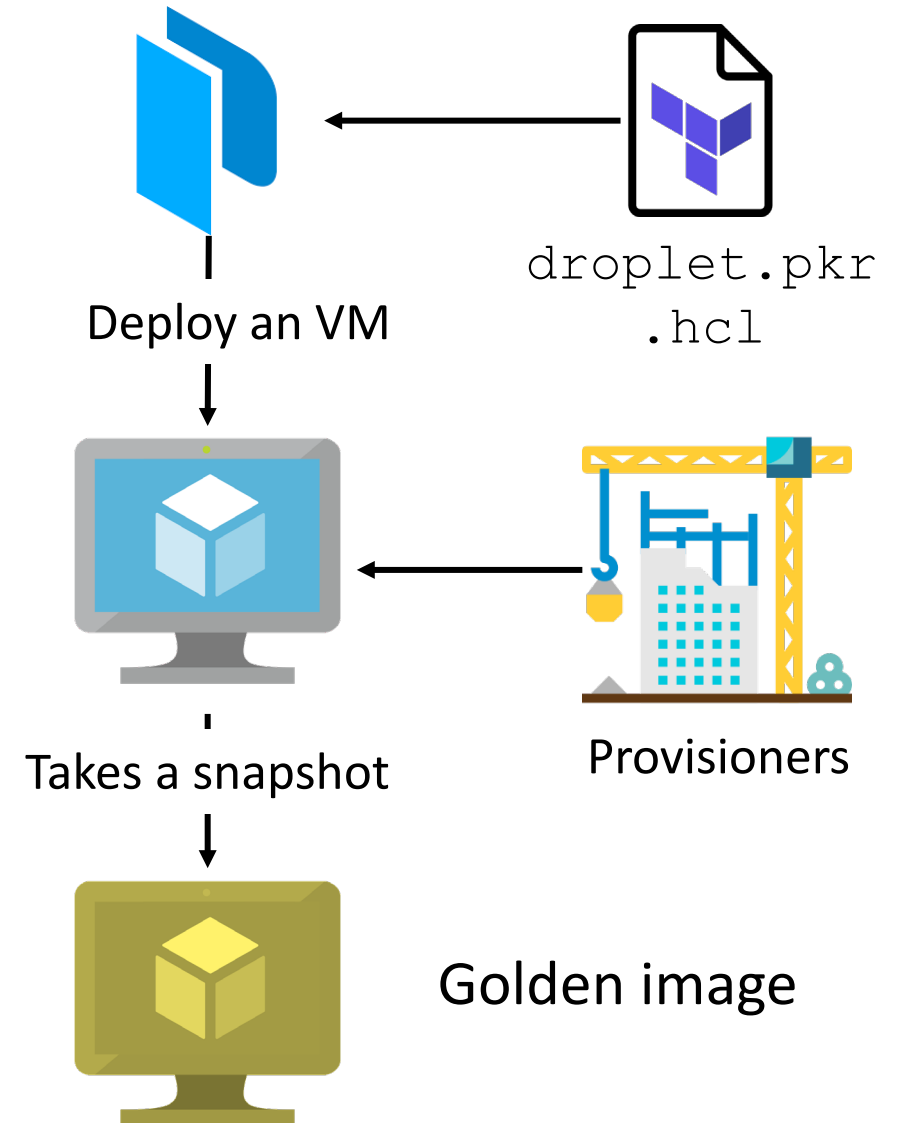 droplet.pkr
.hcl
Deploy an VM
Provisioners
Takes a snapshot
Golden image